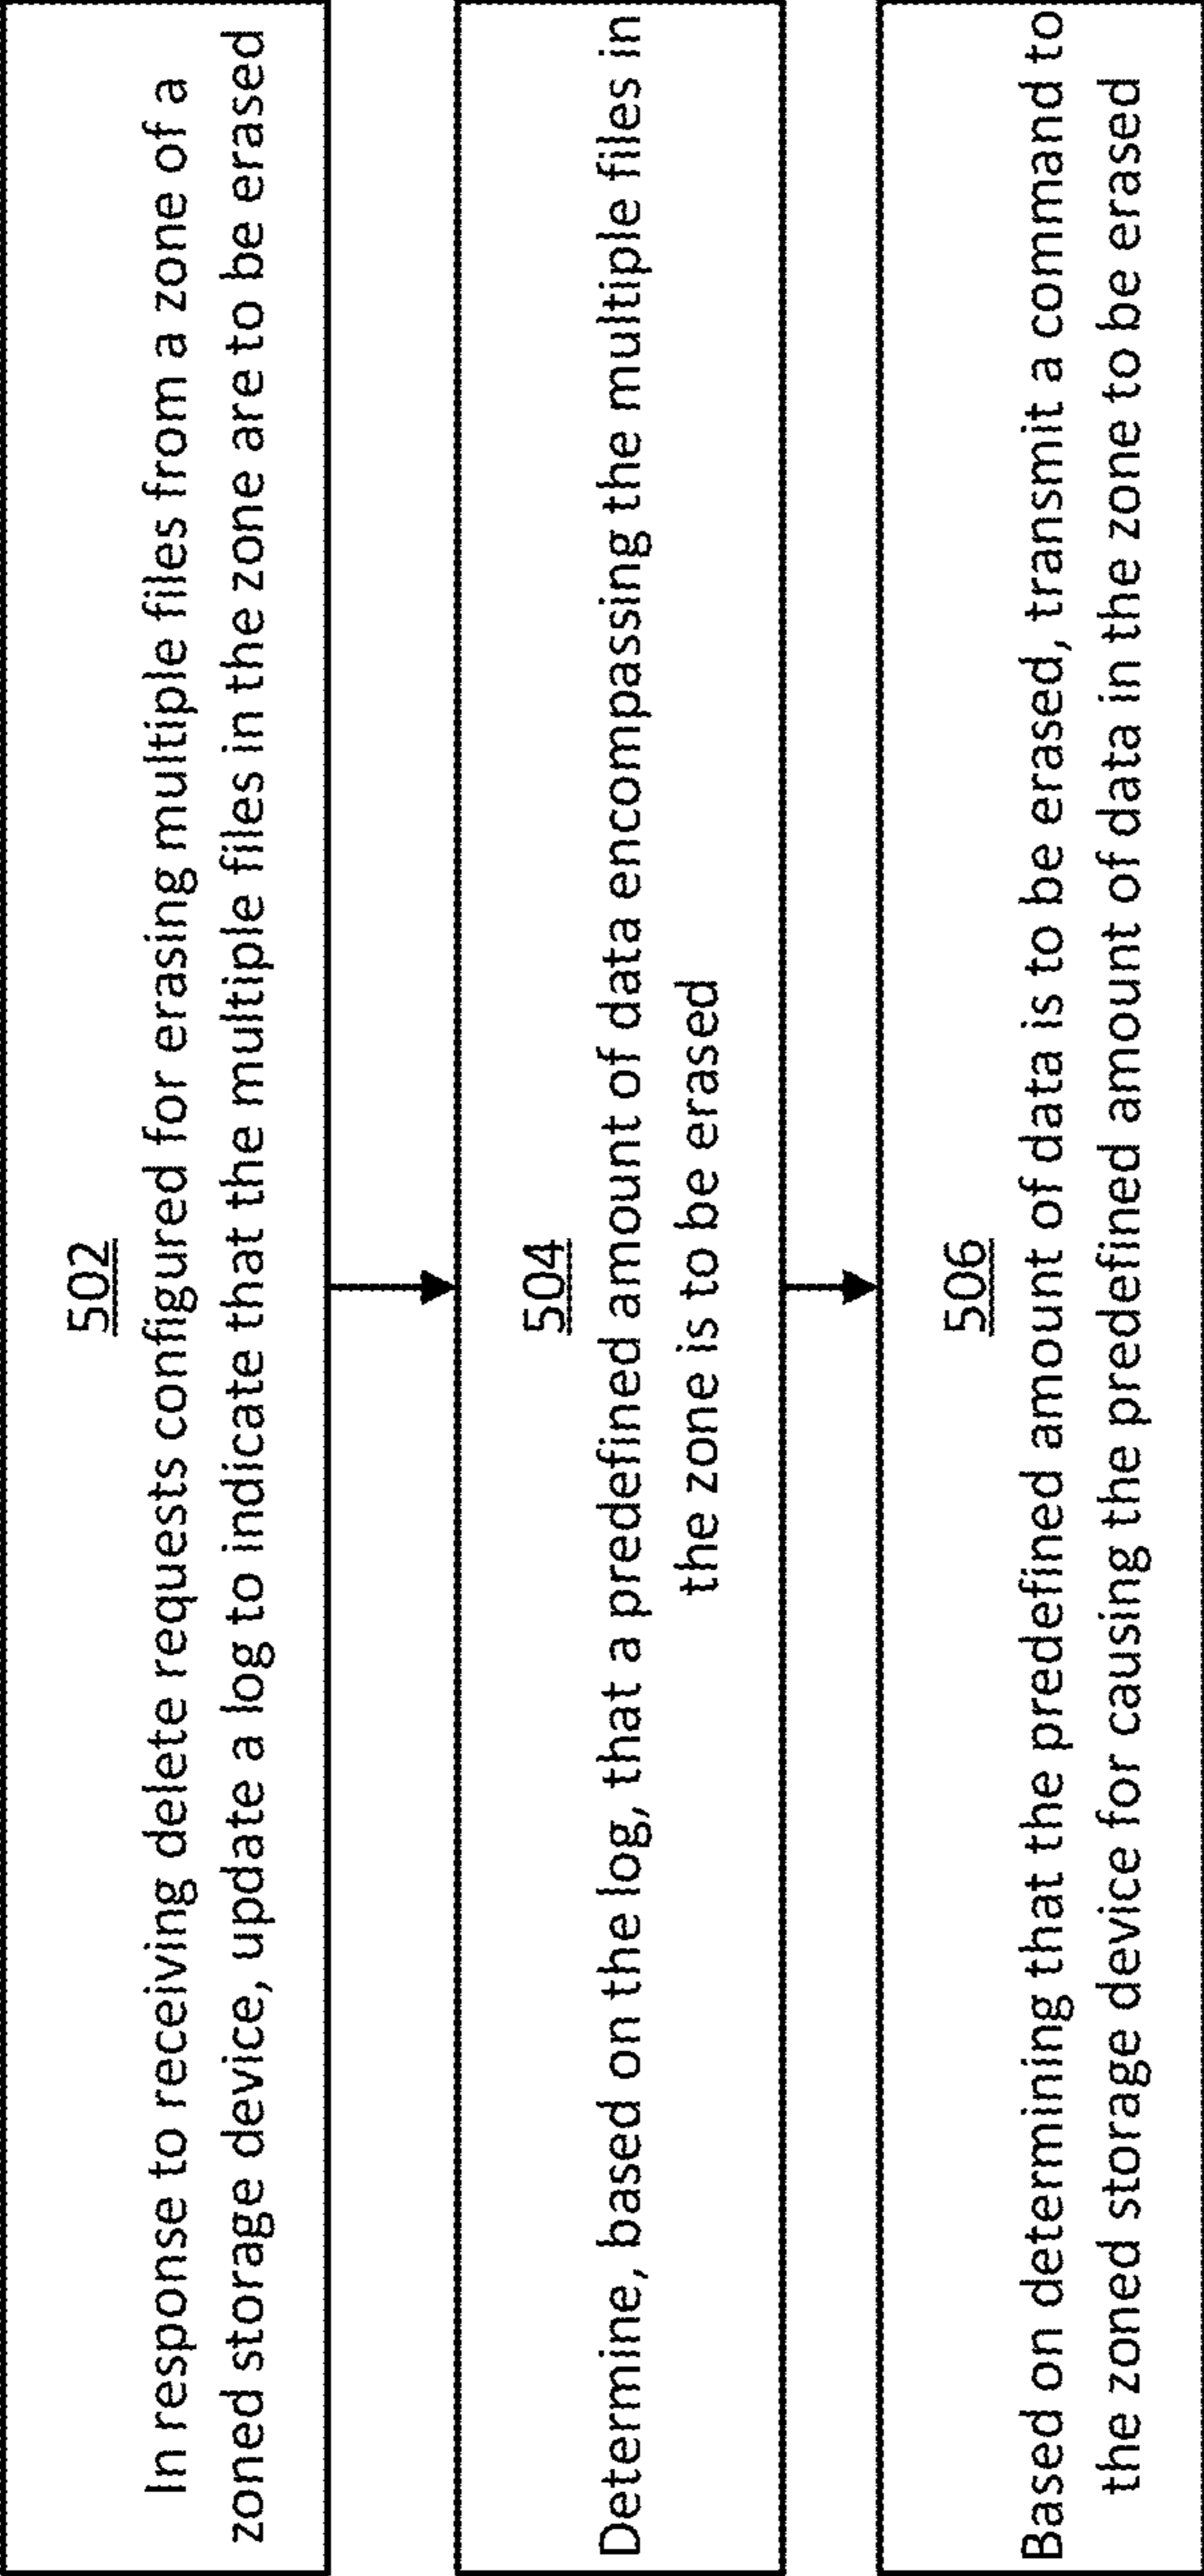 502
In response to receiving delete requests configured for erasing multiple files from a zone of a
zoned storage device, update a log to indicate that the multiple files in the zone are to be erased
504
Determine, based on the log, that a predefined amount of data encompassing the multiple files in
the zone is to be erased
506
Based on determining that the predefined amount of data is to be erased, transmit a command to
the zoned storage device for causing the predefined amount of data in the zone to be erased